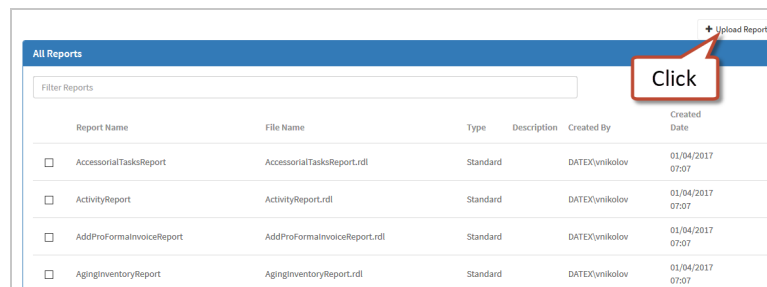 + Upload Report
All Reports
Click
Filter Reports
Report Name File Name Type Description Created By Created Date
AccessorialTasksReport AccessorialTasksReport.rdl Standard DATEX\vnikolov 01/04/2017 07:07
ActivityReport ActivityReport.rdl Standard DATEX\vnikolov 01/04/2017 07:07
AddProFormaInvoiceReport AddProFormaInvoiceReport.rdl Standard DATEX\vnikolov 01/04/2017 07:07
AgingInventoryReport AgingInventoryReport.rdl Standard DATEX\vnikolov 01/04/2017 07:07